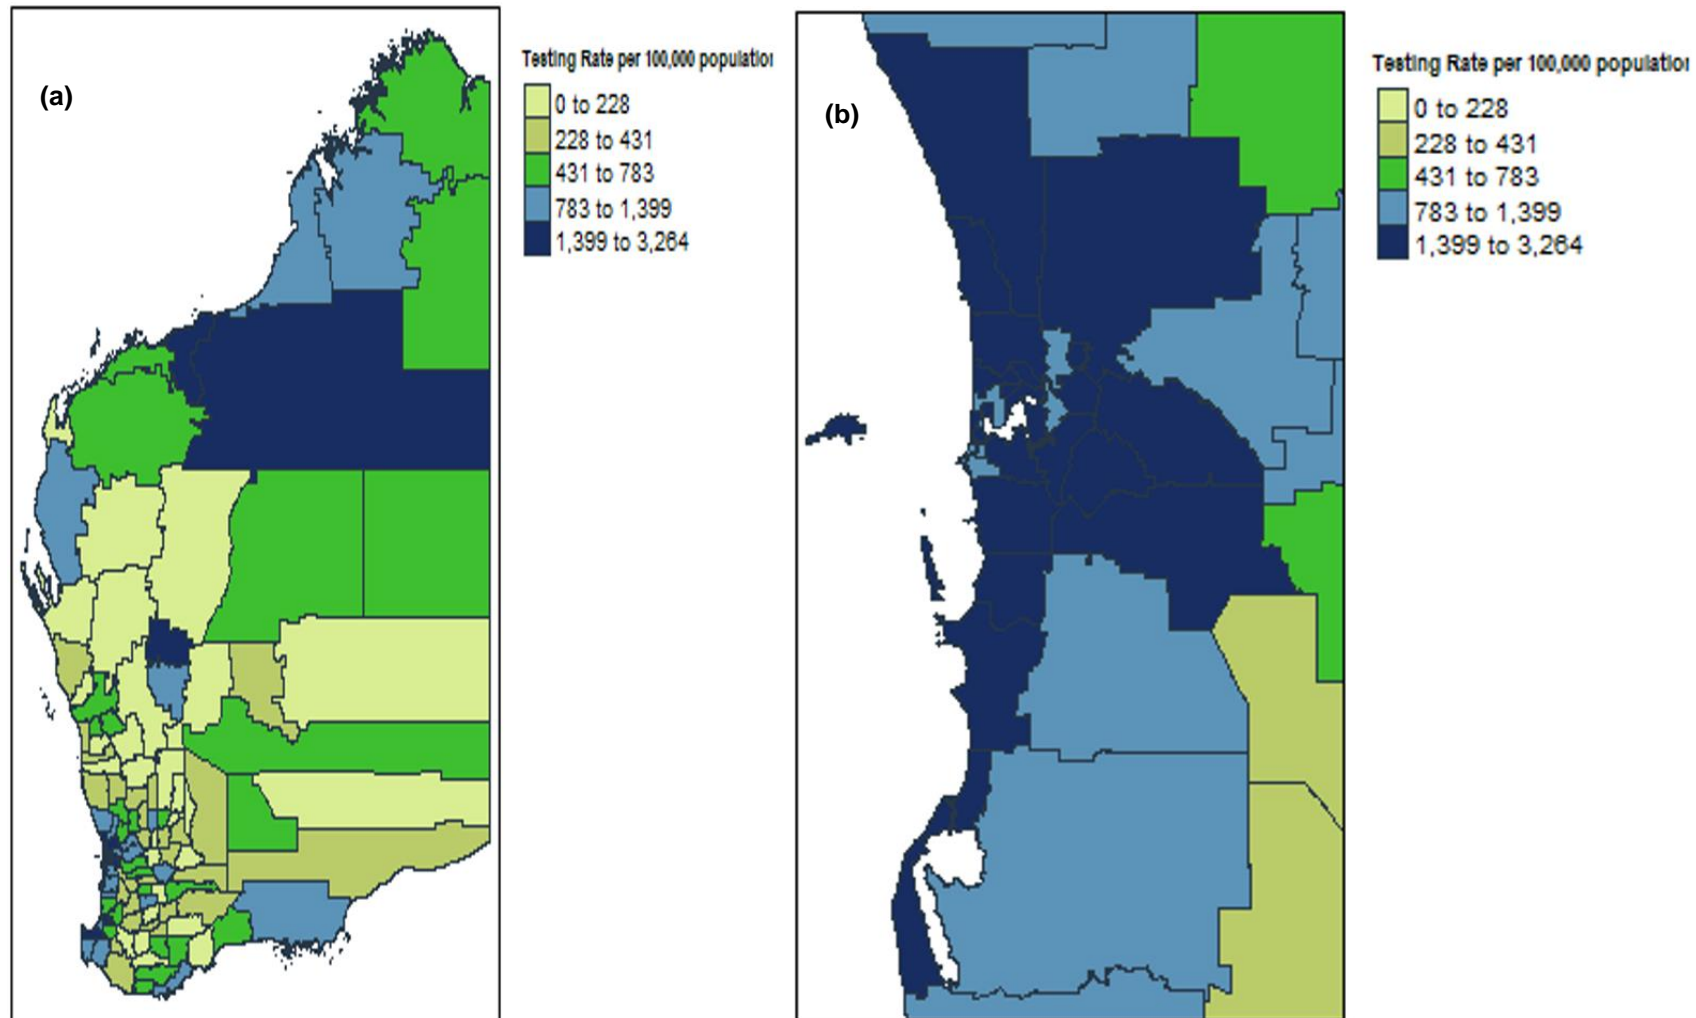 (a)
Testing Rate per 100,000 population
0 to 228
228 to 431
431 to 783
783 to 1,399
1,399 to 3,264
(b)
Testing Rate per 100,000 population
0 to 228
228 to 431
431 to 783
783 to 1,399
1,399 to 3,264